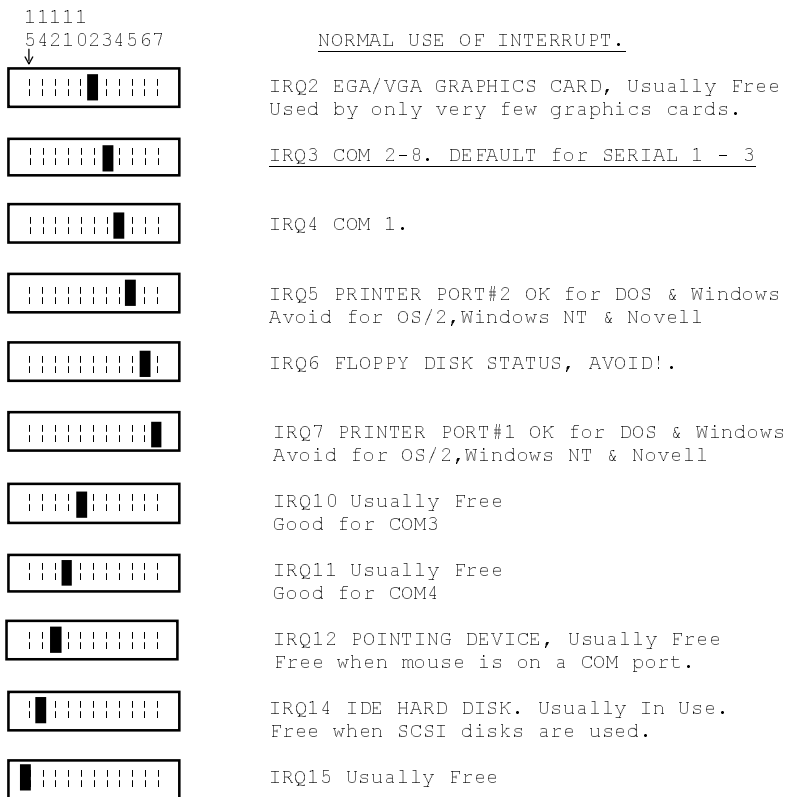 11111
54210234567
NORMAL USE OF INTERRUPT.
IRQ2 EGA/VGA GRAPHICS CARD, Usually Free
Used by only very few graphics cards.
IRQ3 COM 2-8. DEFAULT for SERIAL 1 - 3
IRQ4 COM 1.
IRQ5 PRINTER PORT#2 OK for DOS & Windows
Avoid for OS/2,Windows NT & Novell
IRQ6 FLOPPY DISK STATUS, AVOID!.
IRQ7 PRINTER PORT#1 OK for DOS & Windows
Avoid for OS/2,Windows NT & Novell
IRQ10 Usually Free
Good for COM3
IRQ11 Usually Free
Good for COM4
IRQ12 POINTING DEVICE, Usually Free
Free when mouse is on a COM port.
IRQ14 IDE HARD DISK. Usually In Use.
Free when SCSI disks are used.
IRQ15 Usually Free